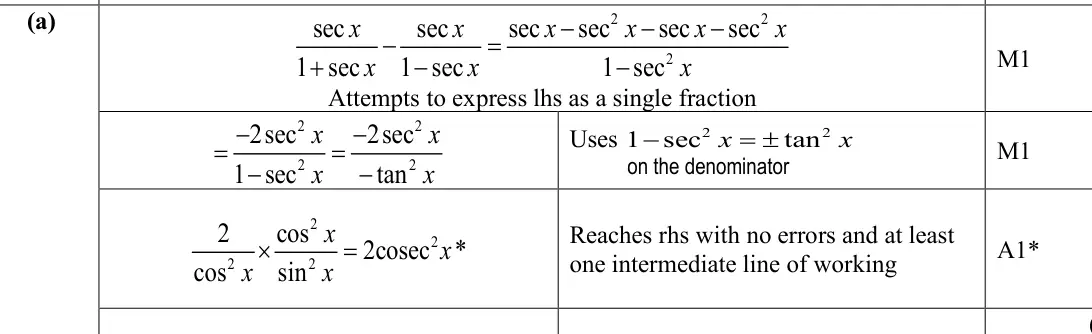 (a)
sec x / (1 + sec x) − sec x / (1 − sec x) = (sec x − sec² x − sec x − sec² x) / (1 − sec² x)
Attempts to express lhs as a single fraction
M1
= −2sec² x / (1 − sec² x) = −2sec² x / (− tan² x)
Uses 1 − sec² x = ± tan² x
on the denominator
M1
2 / cos² x × cos² x / sin² x = 2cosec² x *
Reaches rhs with no errors and at least
one intermediate line of working
A1*